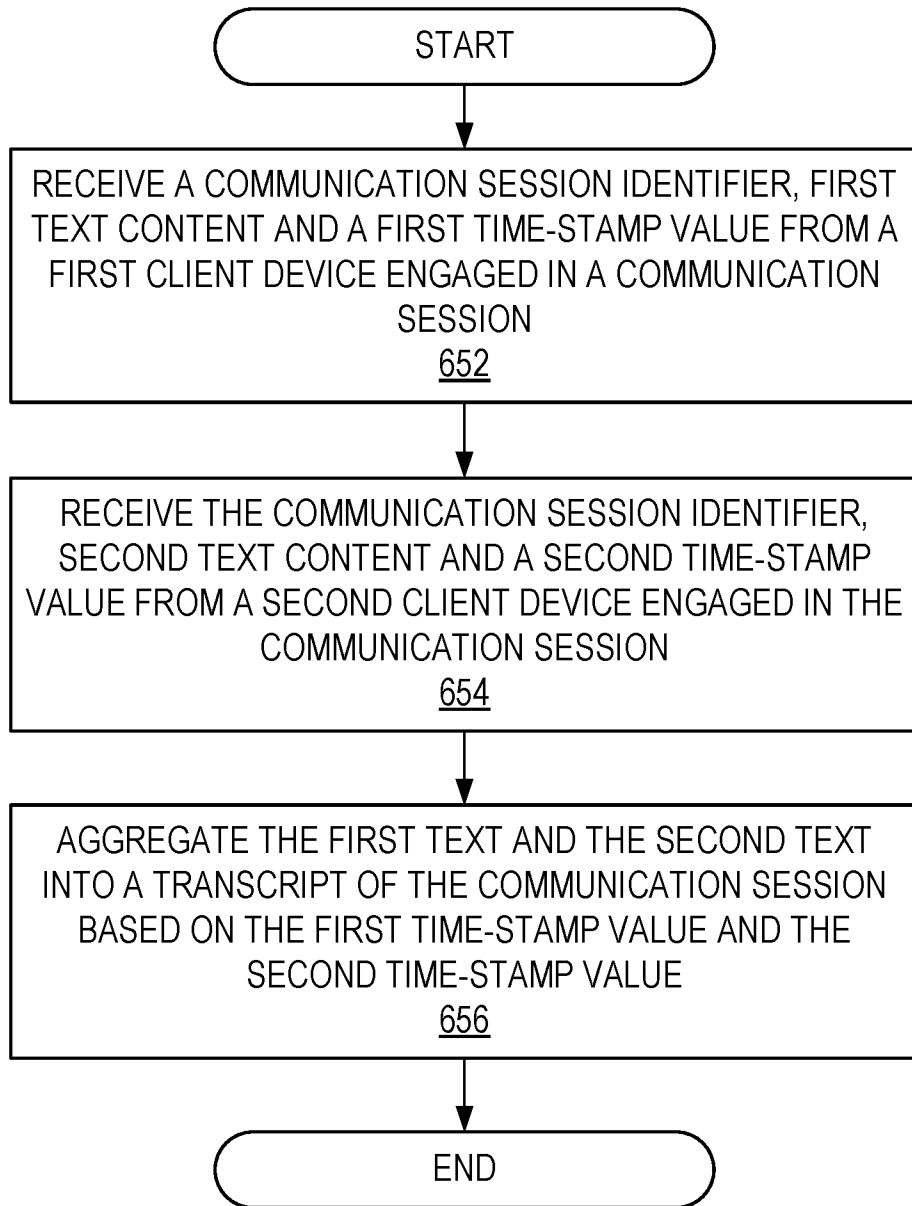 START
RECEIVE A COMMUNICATION SESSION IDENTIFIER, FIRST
TEXT CONTENT AND A FIRST TIME-STAMP VALUE FROM A
FIRST CLIENT DEVICE ENGAGED IN A COMMUNICATION
SESSION
652
RECEIVE THE COMMUNICATION SESSION IDENTIFIER,
SECOND TEXT CONTENT AND A SECOND TIME-STAMP
VALUE FROM A SECOND CLIENT DEVICE ENGAGED IN THE
COMMUNICATION SESSION
654
AGGREGATE THE FIRST TEXT AND THE SECOND TEXT
INTO A TRANSCRIPT OF THE COMMUNICATION SESSION
BASED ON THE FIRST TIME-STAMP VALUE AND THE
SECOND TIME-STAMP VALUE
656
END